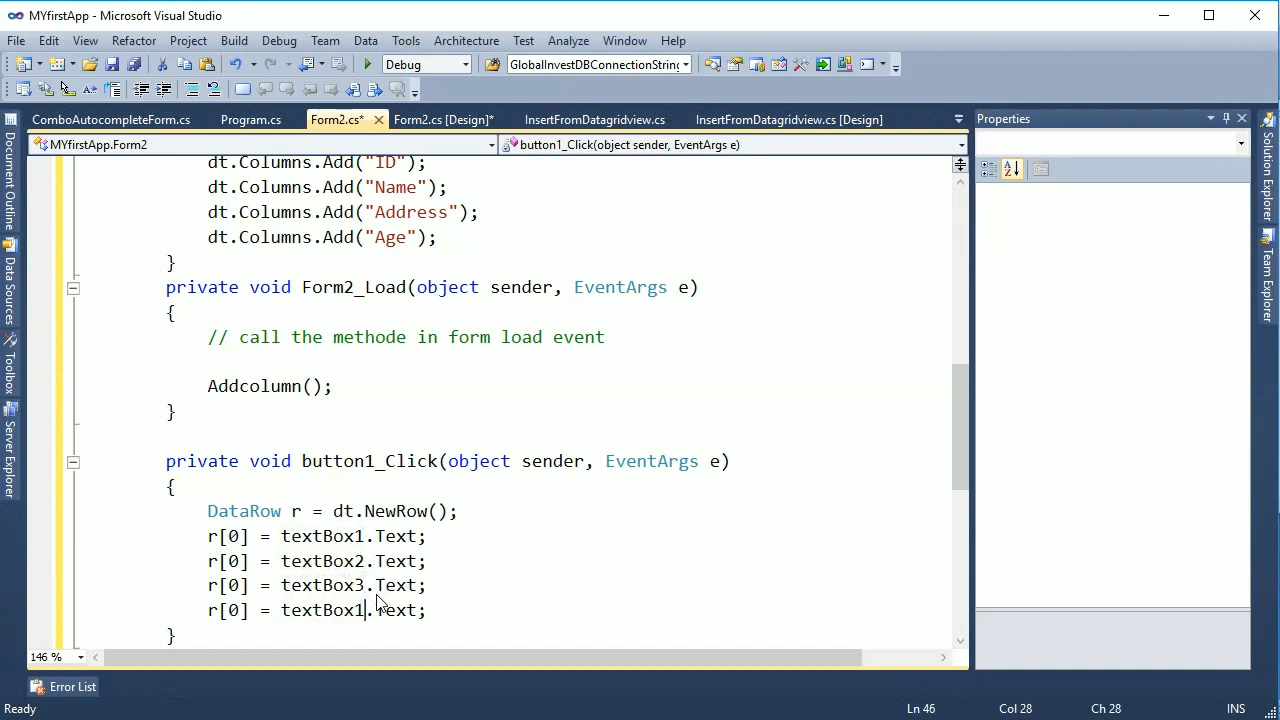 MYfirstApp - Microsoft Visual Studio
File Edit View Refactor Project Build Debug Team Data Tools Architecture Test Analyze Window Help
Debug GlobalInvestDBConnectionString
ComboAutocompleteForm.cs Program.cs Form2.cs* Form2.cs [Design]* InsertFromDatagridview.cs InsertFromDatagridview.cs [Design]
MYfirstApp.Form2 button1_Click(object sender, EventArgs e)
dt.Columns.Add("ID");
dt.Columns.Add("Name");
dt.Columns.Add("Address");
dt.Columns.Add("Age");
}
private void Form2_Load(object sender, EventArgs e)
{
// call the methode in form load event
Addcolumn();
}
private void button1_Click(object sender, EventArgs e)
{
DataRow r = dt.NewRow();
r[0] = textBox1.Text;
r[0] = textBox2.Text;
r[0] = textBox3.Text;
r[0] = textBox1.Text;
}
146 %
Properties
Document Outline
Data Sources
Toolbox
Server Explorer
Solution Explorer
Team Explorer
Error List
Ready Ln 46 Col 28 Ch 28 INS